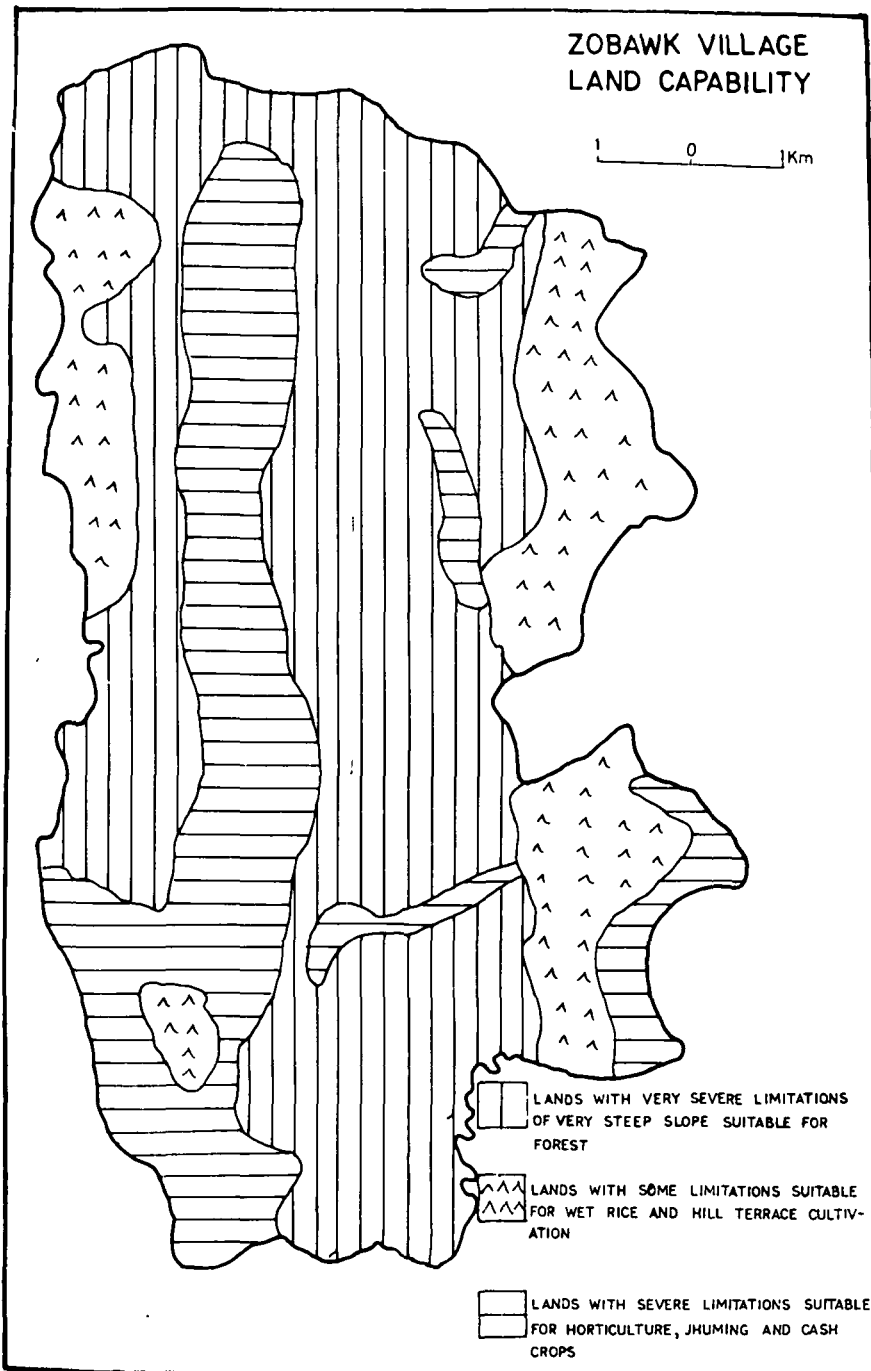 ZOBAWK VILLAGE
LAND CAPABILITY
1 0 1 Km
LANDS WITH VERY SEVERE LIMITATIONS
OF VERY STEEP SLOPE SUITABLE FOR
FOREST
LANDS WITH SOME LIMITATIONS SUITABLE
FOR WET RICE AND HILL TERRACE CULTIV-
ATION
LANDS WITH SEVERE LIMITATIONS SUITABLE
FOR HORTICULTURE, JHUMING AND CASH
CROPS